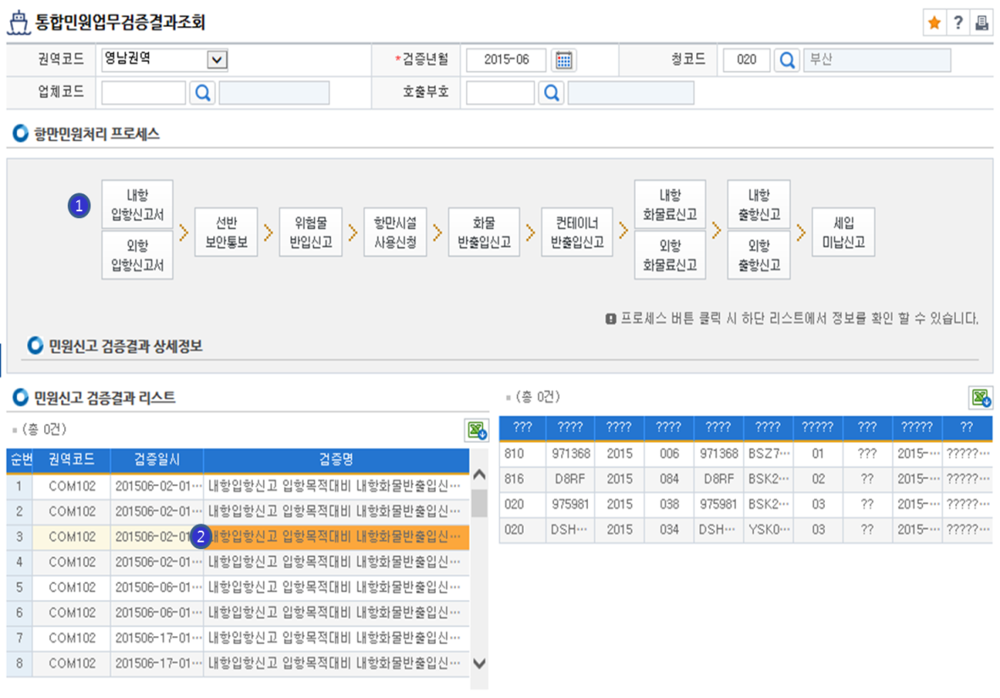 통합민원업무검증결과조회
?
권역코드 영남권역 *검증년월 2015-06 청코드 020 부산
업체코드 호출부호
항만민원처리 프로세스
1
내항
입항신고서
외항
입항신고서
선반
보안통보
위험물
반입신고
항만시설
사용신청
화물
반출입신고
컨테이너
반출입신고
내항
화물료신고
외항
화물료신고
내항
출항신고
외항
출항신고
세입
미납신고
프로세스 버튼 클릭 시 하단 리스트에서 정보를 확인 할 수 있습니다.
민원신고 검증결과 상세정보
민원신고 검증결과 리스트
(총 0건)
순번 권역코드 검증일시 검증명
1 COM102 201506-02-01… 내항입항신고 입항목적대비 내항화물반출입신…
2 COM102 201506-02-01… 내항입항신고 입항목적대비 내항화물반출입신…
3 COM102 201506-02-01 2 내항입항신고 입항목적대비 내항화물반출입신…
4 COM102 201506-02-01… 내항입항신고 입항목적대비 내항화물반출입신…
5 COM102 201506-06-01… 내항입항신고 입항목적대비 내항화물반출입신…
6 COM102 201506-06-01… 내항입항신고 입항목적대비 내항화물반출입신…
7 COM102 201506-17-01… 내항입항신고 입항목적대비 내항화물반출입신…
8 COM102 201506-17-01… 내항입항신고 입항목적대비 내항화물반출입신…
(총 0건)
??? ???? ???? ???? ???? ???? ????? ??? ????? ??
810 971368 2015 006 971368 BSZ7… 01 ??? 2015-… ?????…
816 D8RF 2015 084 D8RF BSK2… 02 ?? 2015-… ?????…
020 975981 2015 038 975981 BSK2… 03 ?? 2015-… ?????…
020 DSH… 2015 034 DSH… YSK0… 03 ?? 2015-… ?????…